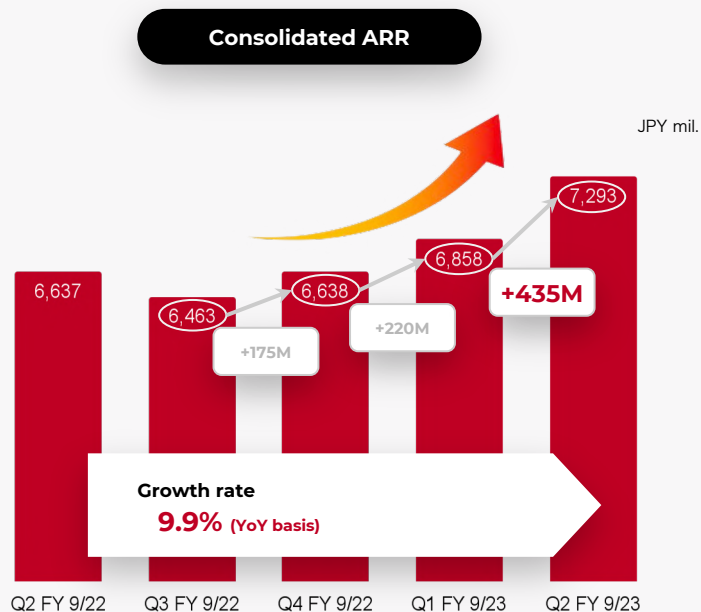 Consolidated ARR
JPY mil.
7,293
6,858
6,637
6,638
6,463
+435M
+220M
+175M
Growth rate
9.9% (YoY basis)
Q2 FY 9/22
Q3 FY 9/22
Q4 FY 9/22
Q1 FY 9/23
Q2 FY 9/23